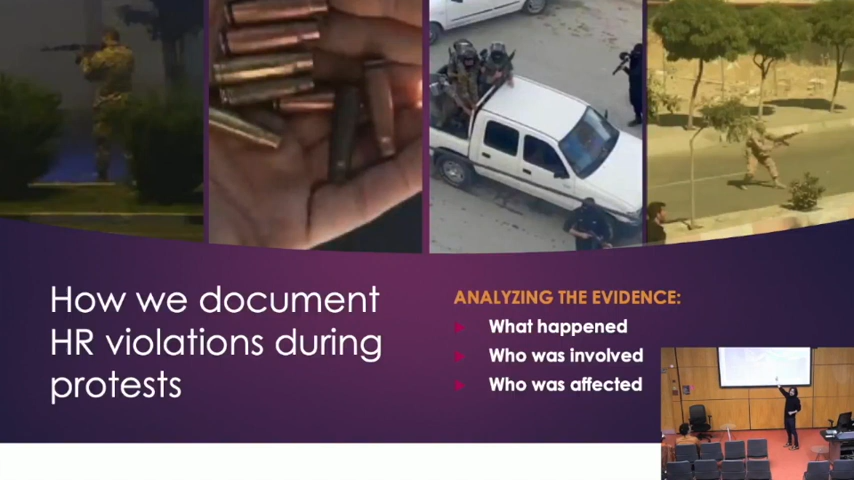 How we document
HR violations during
protests
ANALYZING THE EVIDENCE:
What happened
Who was involved
Who was affected